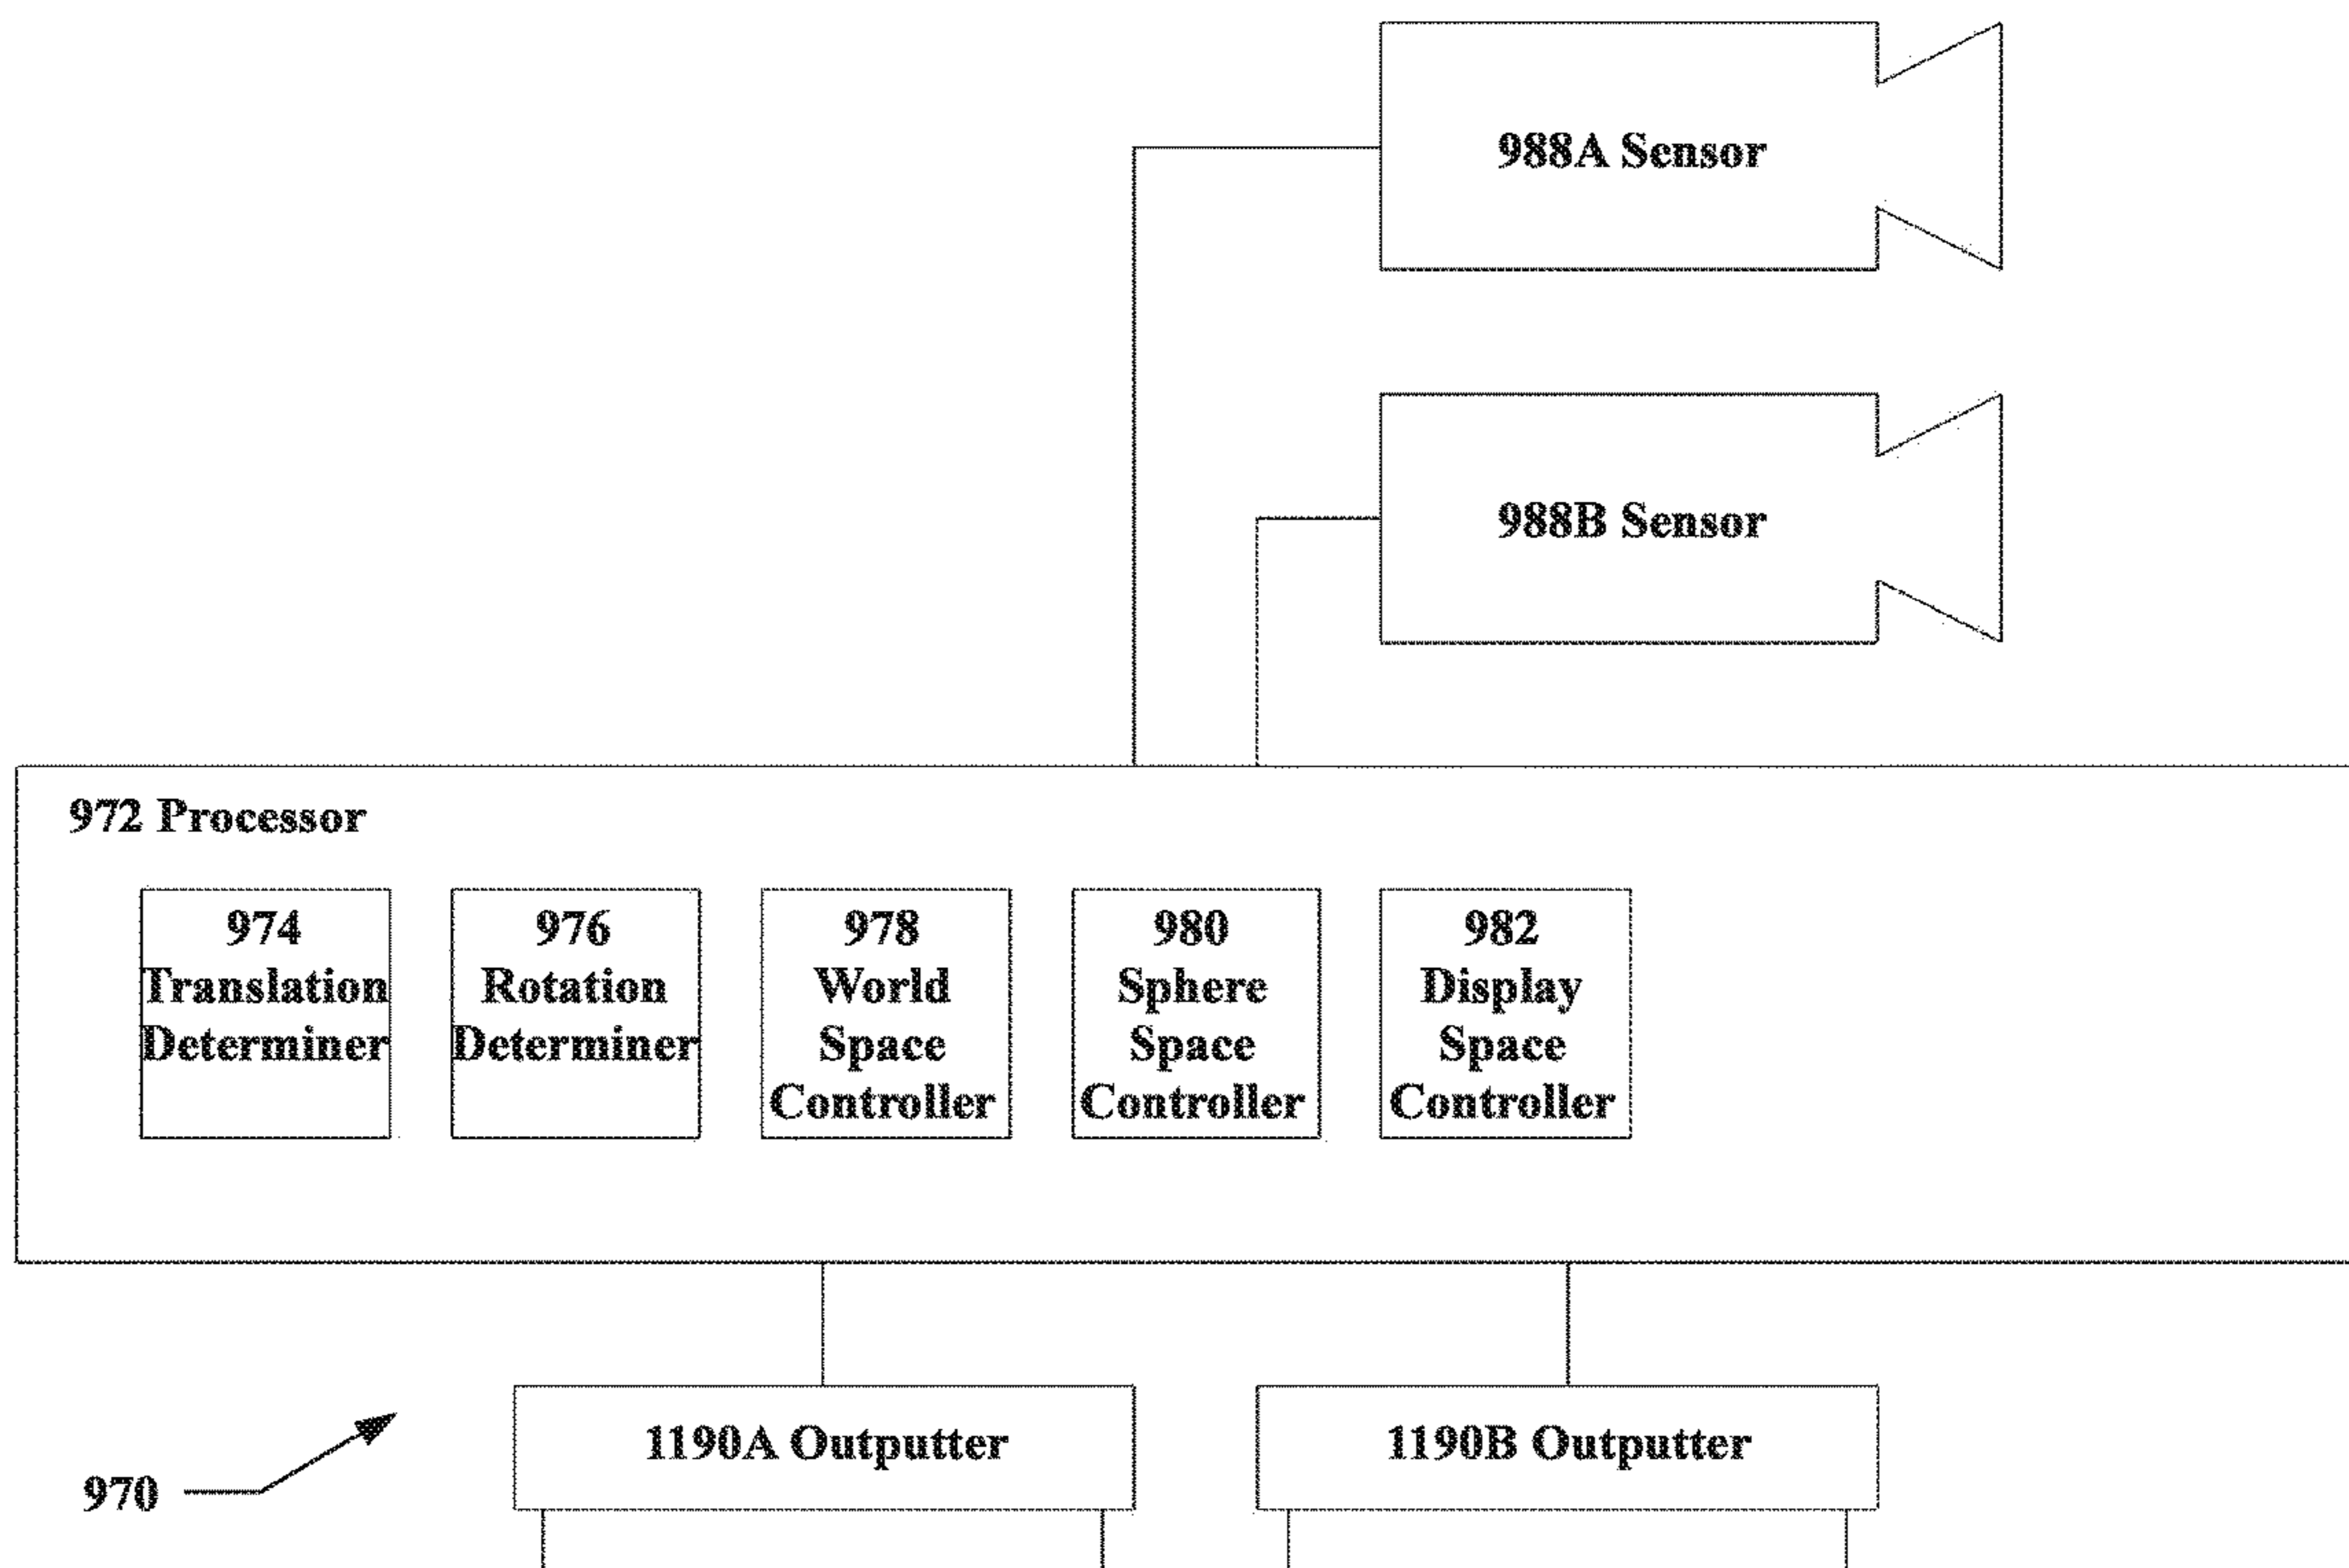 988A Sensor
988B Sensor
972 Processor
974
Translation
Determiner
976
Rotation
Determiner
978
World
Space
Controller
980
Sphere
Space
Controller
982
Display
Space
Controller
1190A Outputter
1190B Outputter
970